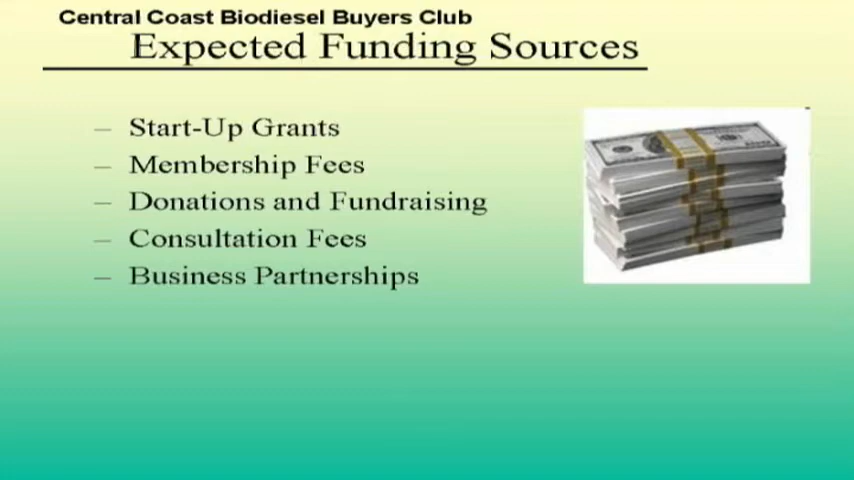 Central Coast Biodiesel Buyers Club
Expected Funding Sources
– Start-Up Grants
– Membership Fees
– Donations and Fundraising
– Consultation Fees
– Business Partnerships